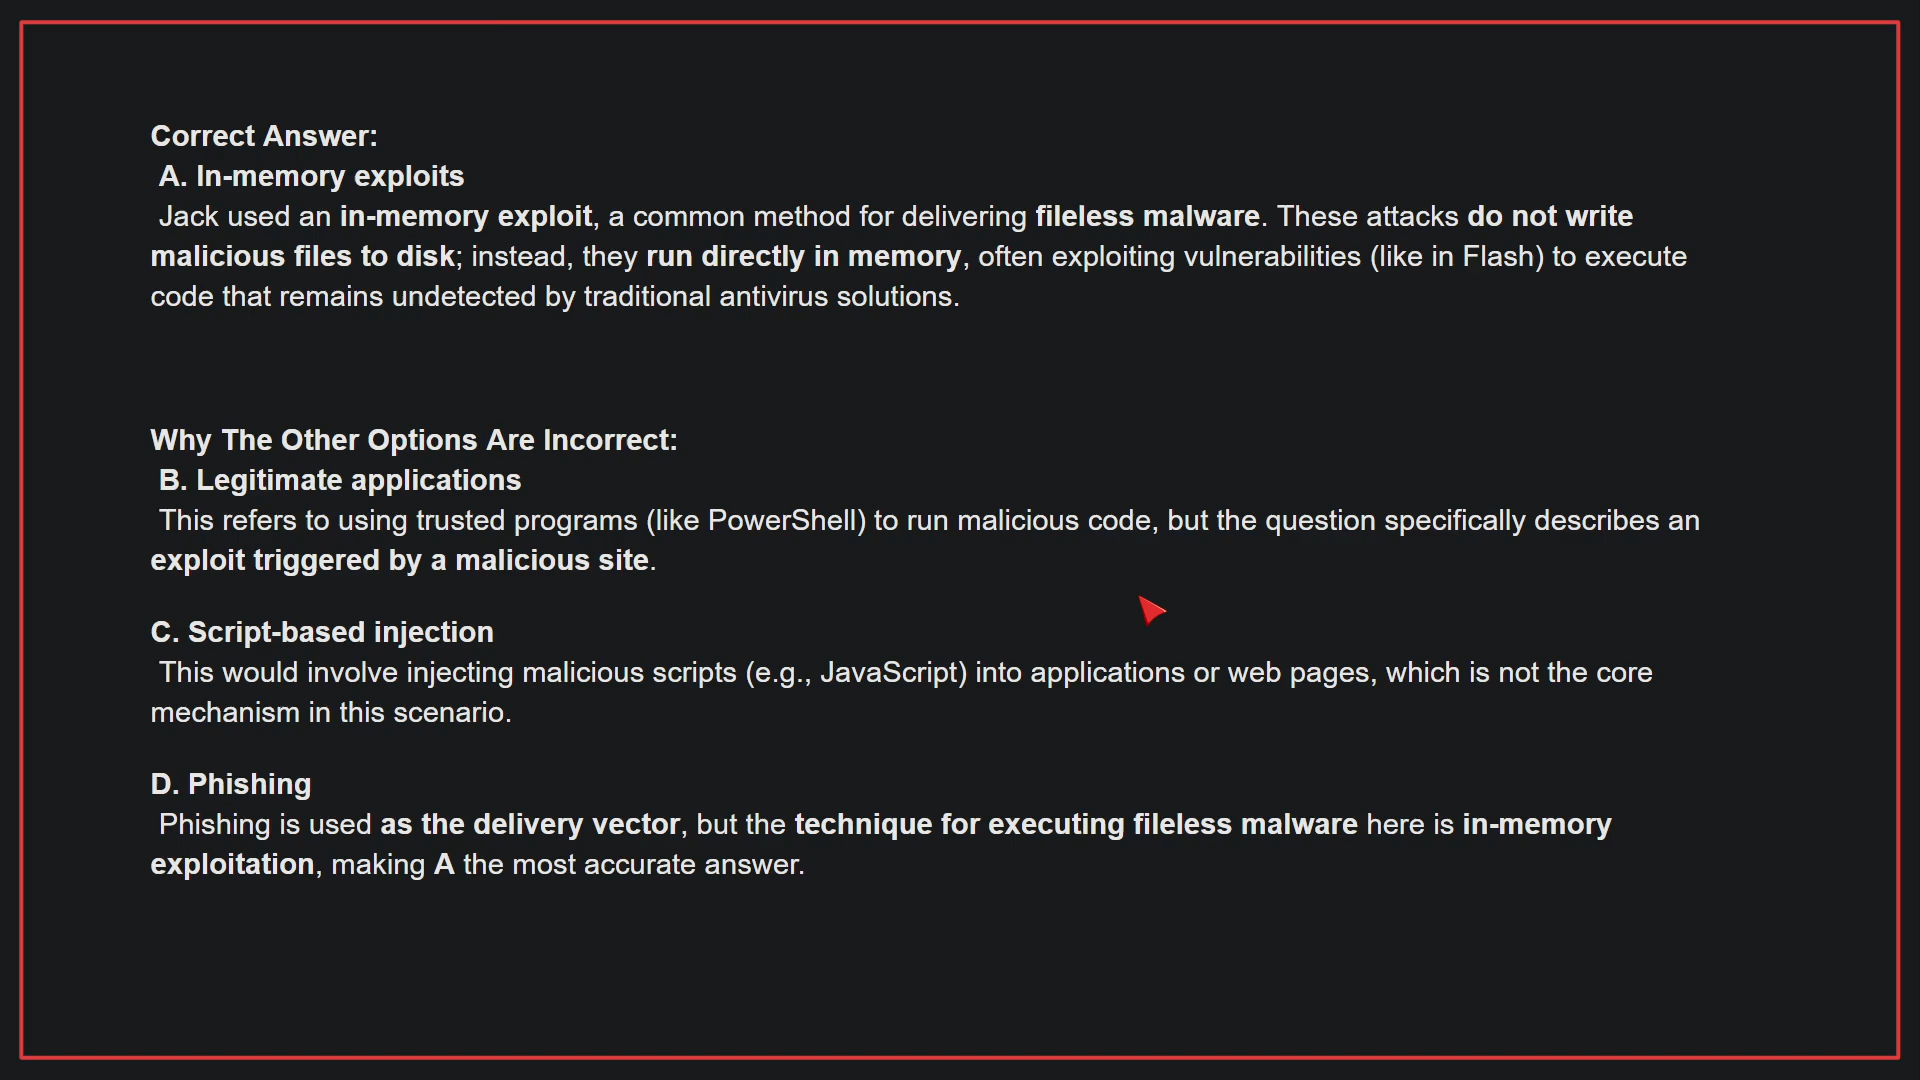 Correct Answer:
A. In-memory exploits
Jack used an in-memory exploit, a common method for delivering fileless malware. These attacks do not write
malicious files to disk; instead, they run directly in memory, often exploiting vulnerabilities (like in Flash) to execute
code that remains undetected by traditional antivirus solutions.
Why The Other Options Are Incorrect:
B. Legitimate applications
This refers to using trusted programs (like PowerShell) to run malicious code, but the question specifically describes an
exploit triggered by a malicious site.
C. Script-based injection
This would involve injecting malicious scripts (e.g., JavaScript) into applications or web pages, which is not the core
mechanism in this scenario.
D. Phishing
Phishing is used as the delivery vector, but the technique for executing fileless malware here is in-memory
exploitation, making A the most accurate answer.